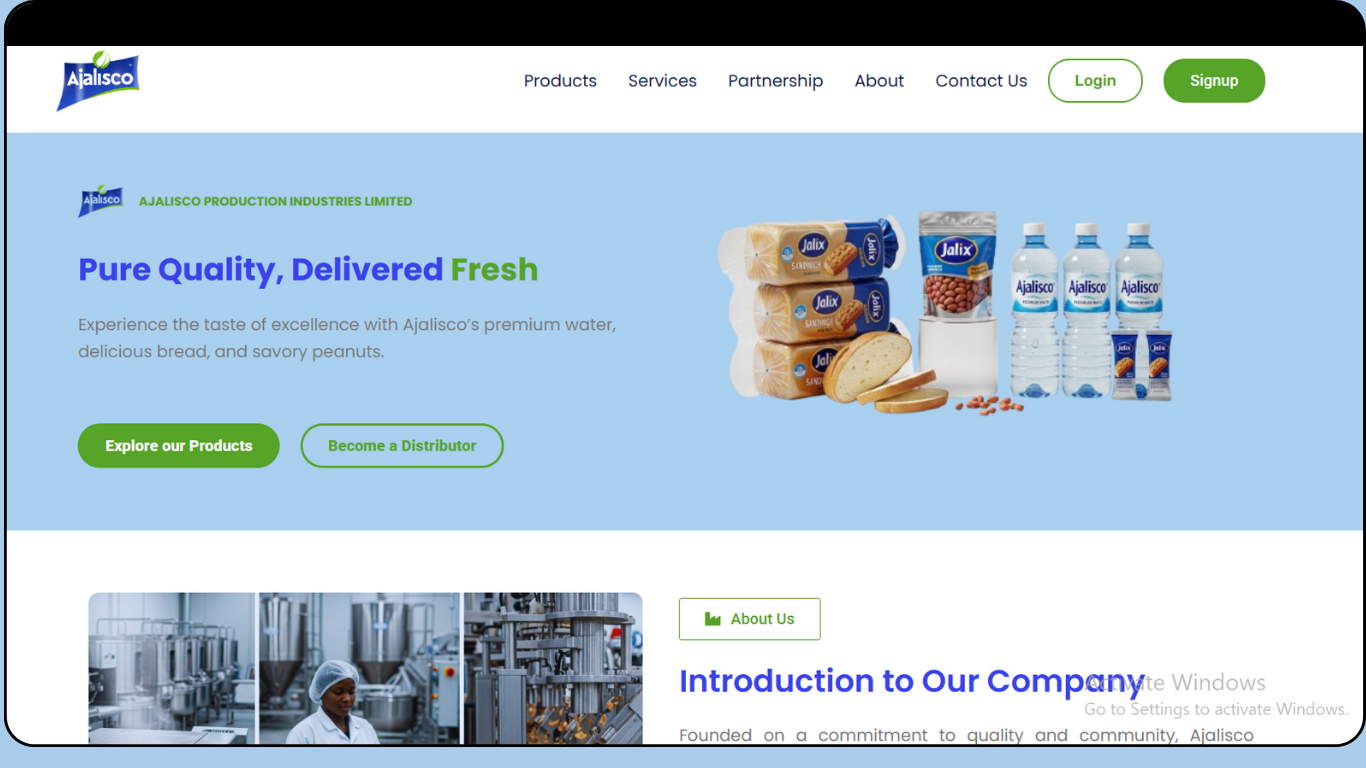 Ajalisco
Products Services Partnership About Contact Us Login Signup
Ajalisco AJALISCO PRODUCTION INDUSTRIES LIMITED
Pure Quality, Delivered Fresh
Experience the taste of excellence with Ajalisco's premium water,
delicious bread, and savory peanuts.
Explore our Products Become a Distributor
Jalix
Jalix
SANDWICH
Jalix
Jalix
SANDWICH
Jalix
Jalix
Ajalisco Ajalisco Ajalisco
Jalix Jalix
About Us
Introduction to Our Company
Founded on a commitment to quality and community, Ajalisco
Activate Windows
Go to Settings to activate Windows.